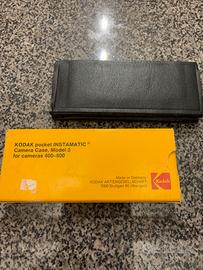 KODAK pocket INSTAMATIC®
Camera Case, Model 2
for cameras 400-500
Made in Germany
KODAK AKTIENGESELLSCHAFT
7000 Stuttgart 60 (Wangen)
Kodak